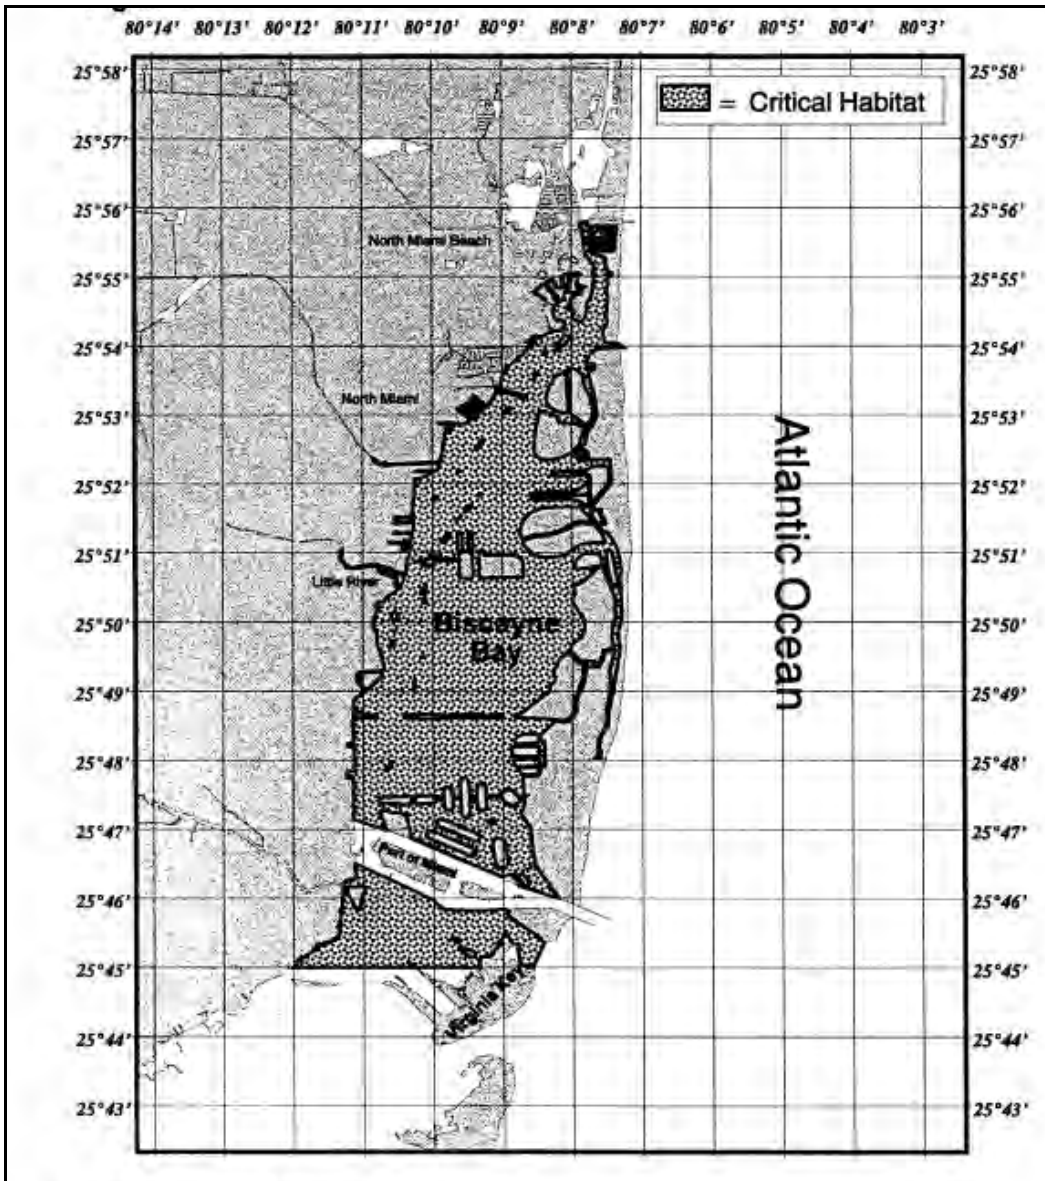 80°14' 80°13' 80°12' 80°11' 80°10' 80°9' 80°8' 80°7' 80°6' 80°5' 80°4' 80°3'
25°58' 25°58'
= Critical Habitat
25°57' 25°57'
25°56' 25°56'
North Miami Beach
25°55' 25°55'
25°54' 25°54'
North Miami
25°53' 25°53'
Atlantic Ocean
25°52' 25°52'
25°51' 25°51'
Little River
25°50' 25°50'
Biscayne
Bay
25°49' 25°49'
25°48' 25°48'
25°47' 25°47'
Port of Miami
25°46' 25°46'
25°45' 25°45'
Virginia Key
25°44' 25°44'
25°43' 25°43'